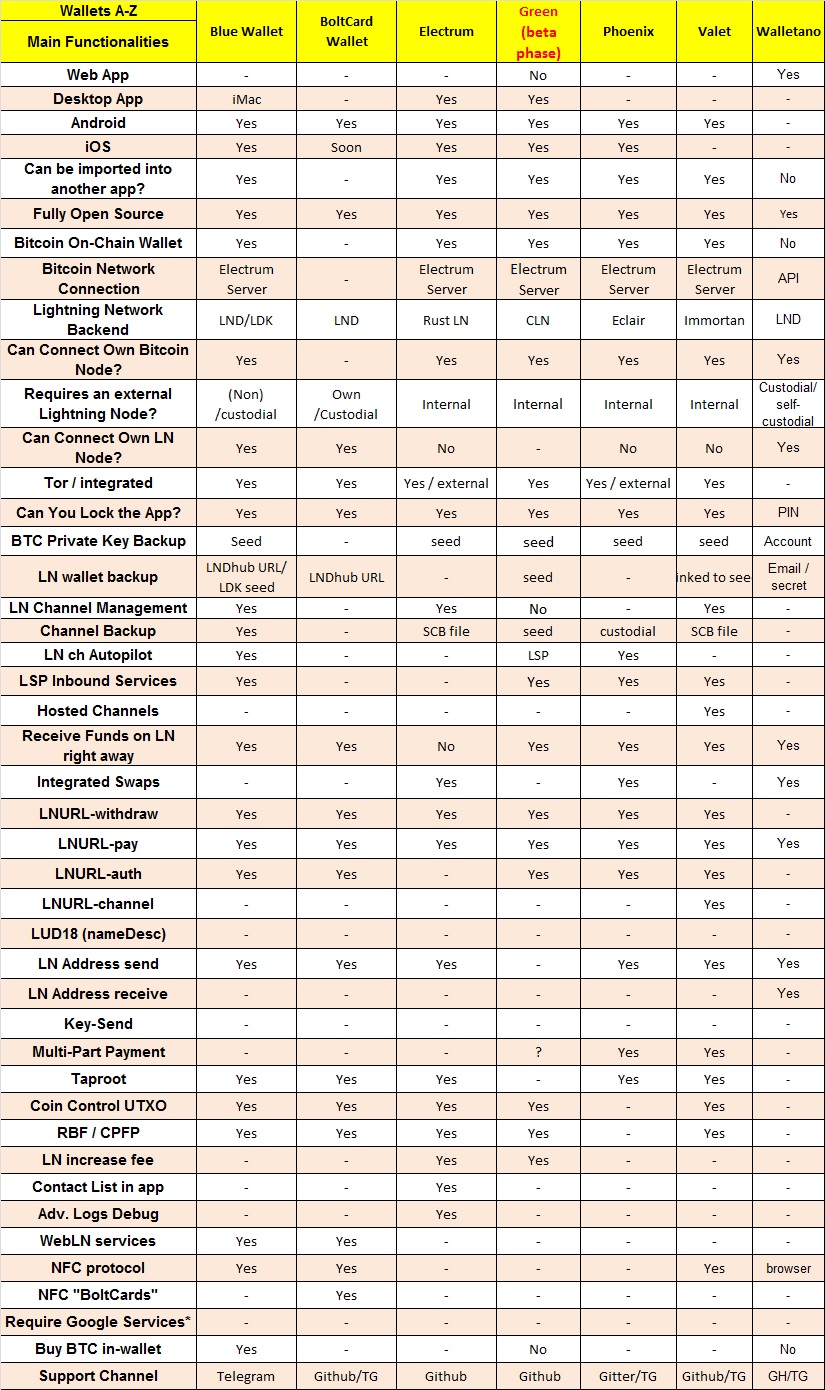 Wallets A-Z | Blue Wallet | BoltCard Wallet | Electrum | Green (beta phase) | Phoenix | Valet | Walletano
Main Functionalities
Web App | - | - | - | No | - | - | Yes
Desktop App | iMac | - | Yes | Yes | - | - | -
Android | Yes | Yes | Yes | Yes | Yes | Yes | -
iOS | Yes | Soon | Yes | Yes | Yes | - | -
Can be imported into another app? | Yes | - | Yes | Yes | Yes | Yes | No
Fully Open Source | Yes | Yes | Yes | Yes | Yes | Yes | Yes
Bitcoin On-Chain Wallet | Yes | - | Yes | Yes | Yes | Yes | No
Bitcoin Network Connection | Electrum Server | - | Electrum Server | Electrum Server | Electrum Server | Electrum Server | API
Lightning Network Backend | LND/LDK | LND | Rust LN | CLN | Eclair | Immortan | LND
Can Connect Own Bitcoin Node? | Yes | - | Yes | Yes | Yes | Yes | Yes
Requires an external Lightning Node? | (Non) /custodial | Own /Custodial | Internal | Internal | Internal | Internal | Custodial/ self-custodial
Can Connect Own LN Node? | Yes | Yes | No | - | No | No | Yes
Tor / integrated | Yes | Yes | Yes / external | Yes | Yes / external | Yes | -
Can You Lock the App? | Yes | Yes | Yes | Yes | Yes | Yes | PIN
BTC Private Key Backup | Seed | - | seed | seed | seed | seed | Account
LN wallet backup | LNDhub URL/ LDK seed | LNDhub URL | - | seed | - | inked to see | Email / secret
LN Channel Management | Yes | - | Yes | No | - | Yes | -
Channel Backup | Yes | - | SCB file | seed | custodial | SCB file | -
LN ch Autopilot | Yes | - | - | LSP | Yes | - | -
LSP Inbound Services | Yes | - | - | Yes | Yes | Yes | -
Hosted Channels | - | - | - | - | - | Yes | -
Receive Funds on LN right away | Yes | Yes | No | Yes | Yes | Yes | Yes
Integrated Swaps | - | - | Yes | - | Yes | - | Yes
LNURL-withdraw | Yes | Yes | Yes | Yes | Yes | Yes | -
LNURL-pay | Yes | Yes | Yes | Yes | Yes | Yes | Yes
LNURL-auth | Yes | Yes | - | Yes | Yes | Yes | -
LNURL-channel | - | - | - | - | - | Yes | -
LUD18 (nameDesc) | - | - | - | - | - | - | -
LN Address send | Yes | Yes | Yes | - | Yes | Yes | Yes
LN Address receive | - | - | - | - | - | - | Yes
Key-Send | - | - | - | - | - | - | -
Multi-Part Payment | - | - | - | ? | Yes | Yes | -
Taproot | Yes | Yes | Yes | - | Yes | Yes | -
Coin Control UTXO | Yes | Yes | Yes | Yes | - | Yes | -
RBF / CPFP | Yes | Yes | Yes | Yes | - | Yes | -
LN increase fee | - | - | Yes | Yes | - | - | -
Contact List in app | - | - | Yes | - | - | - | -
Adv. Logs Debug | - | - | Yes | - | - | - | -
WebLN services | Yes | Yes | - | - | - | - | -
NFC protocol | Yes | Yes | - | - | - | Yes | browser
NFC "BoltCards" | - | Yes | - | - | - | - | -
Require Google Services* | - | - | - | - | - | - | -
Buy BTC in-wallet | Yes | - | - | No | - | - | No
Support Channel | Telegram | Github/TG | Github | Github | Gitter/TG | Github/TG | GH/TG